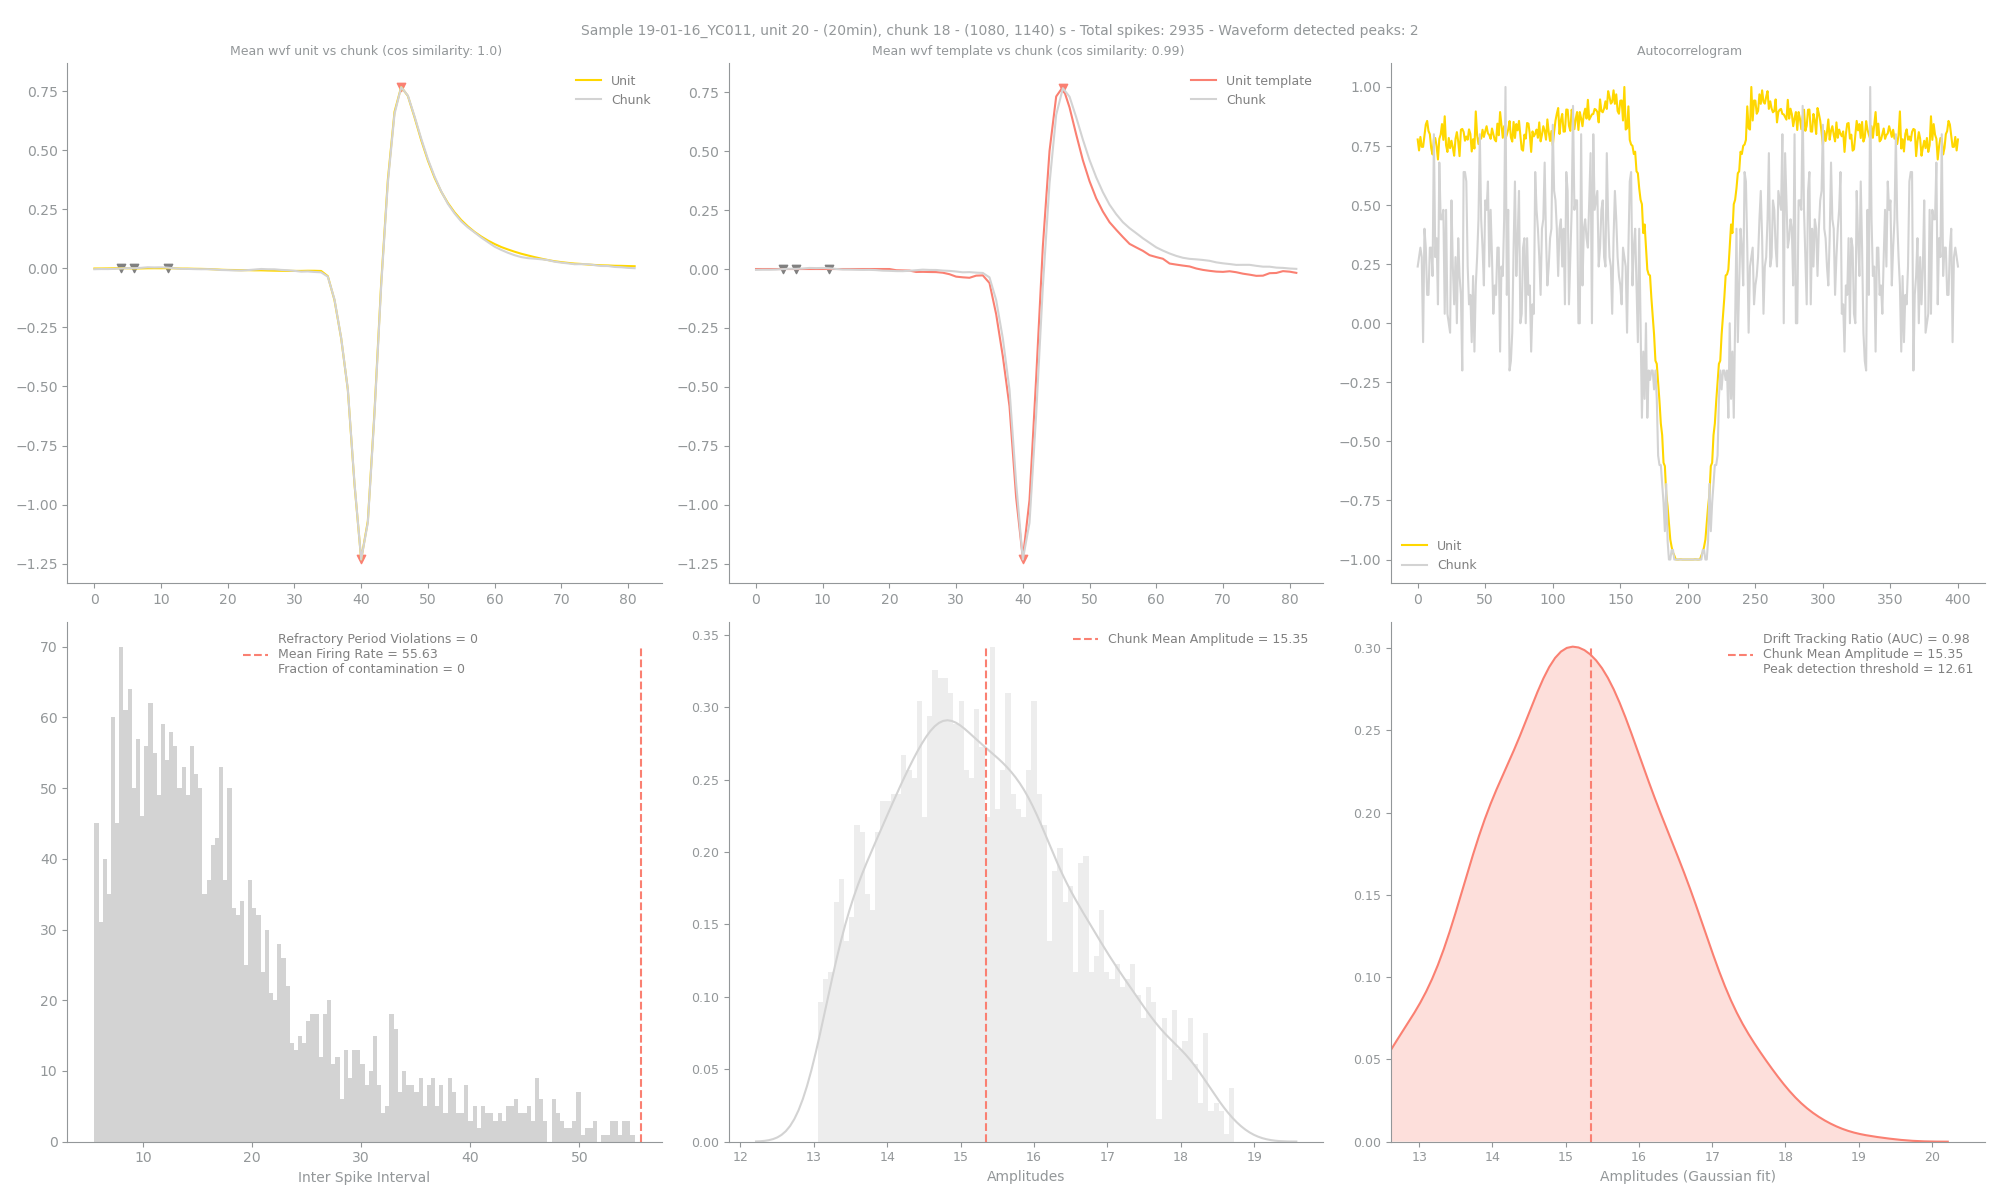 Sample 19-01-16_YC011, unit 20 - (20min), chunk 18 - (1080, 1140) s - Total spikes: 2935 - Waveform detected peaks: 2
Mean wvf unit vs chunk (cos similarity: 1.0)
Unit
Chunk
0.75
0.50
0.25
0.00
−0.25
−0.50
−0.75
−1.00
−1.25
0 10 20 30 40 50 60 70 80
Mean wvf template vs chunk (cos similarity: 0.99)
Unit template
Chunk
0.75
0.50
0.25
0.00
−0.25
−0.50
−0.75
−1.00
−1.25
0 10 20 30 40 50 60 70 80
Autocorrelogram
1.00
0.75
0.50
0.25
0.00
−0.25
−0.50
−0.75
−1.00
Unit
Chunk
0 50 100 150 200 250 300 350 400
Refractory Period Violations = 0
Mean Firing Rate = 55.63
Fraction of contamination = 0
70
60
50
40
30
20
10
0
10 20 30 40 50
Inter Spike Interval
Chunk Mean Amplitude = 15.35
0.35
0.30
0.25
0.20
0.15
0.10
0.05
0.00
12 13 14 15 16 17 18 19
Amplitudes
Drift Tracking Ratio (AUC) = 0.98
Chunk Mean Amplitude = 15.35
Peak detection threshold = 12.61
0.30
0.25
0.20
0.15
0.10
0.05
0.00
13 14 15 16 17 18 19 20
Amplitudes (Gaussian fit)